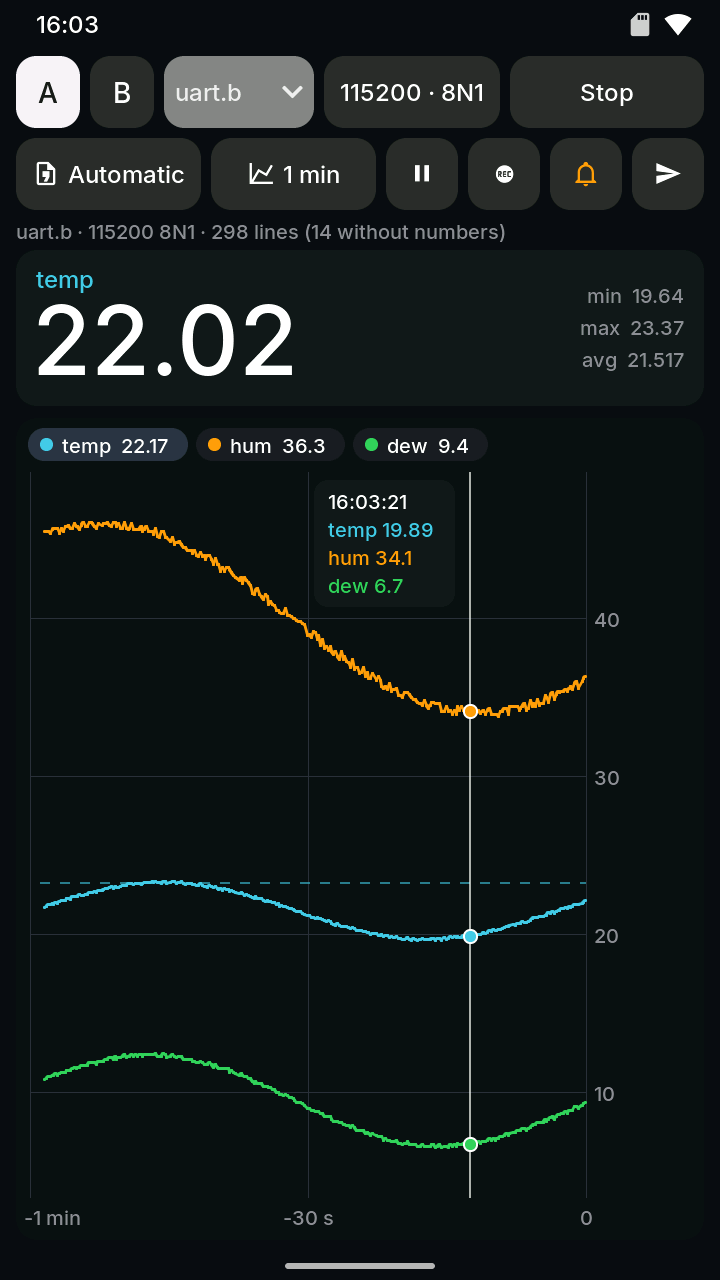 16:03
A B uart.b 115200 · 8N1 Stop
Automatic 1 min REC
uart.b · 115200 8N1 · 298 lines (14 without numbers)
temp
22.02
min 19.64
max 23.37
avg 21.517
temp 22.17 hum 36.3 dew 9.4
16:03:21
temp 19.89
hum 34.1
dew 6.7
40
30
20
10
-1 min -30 s 0